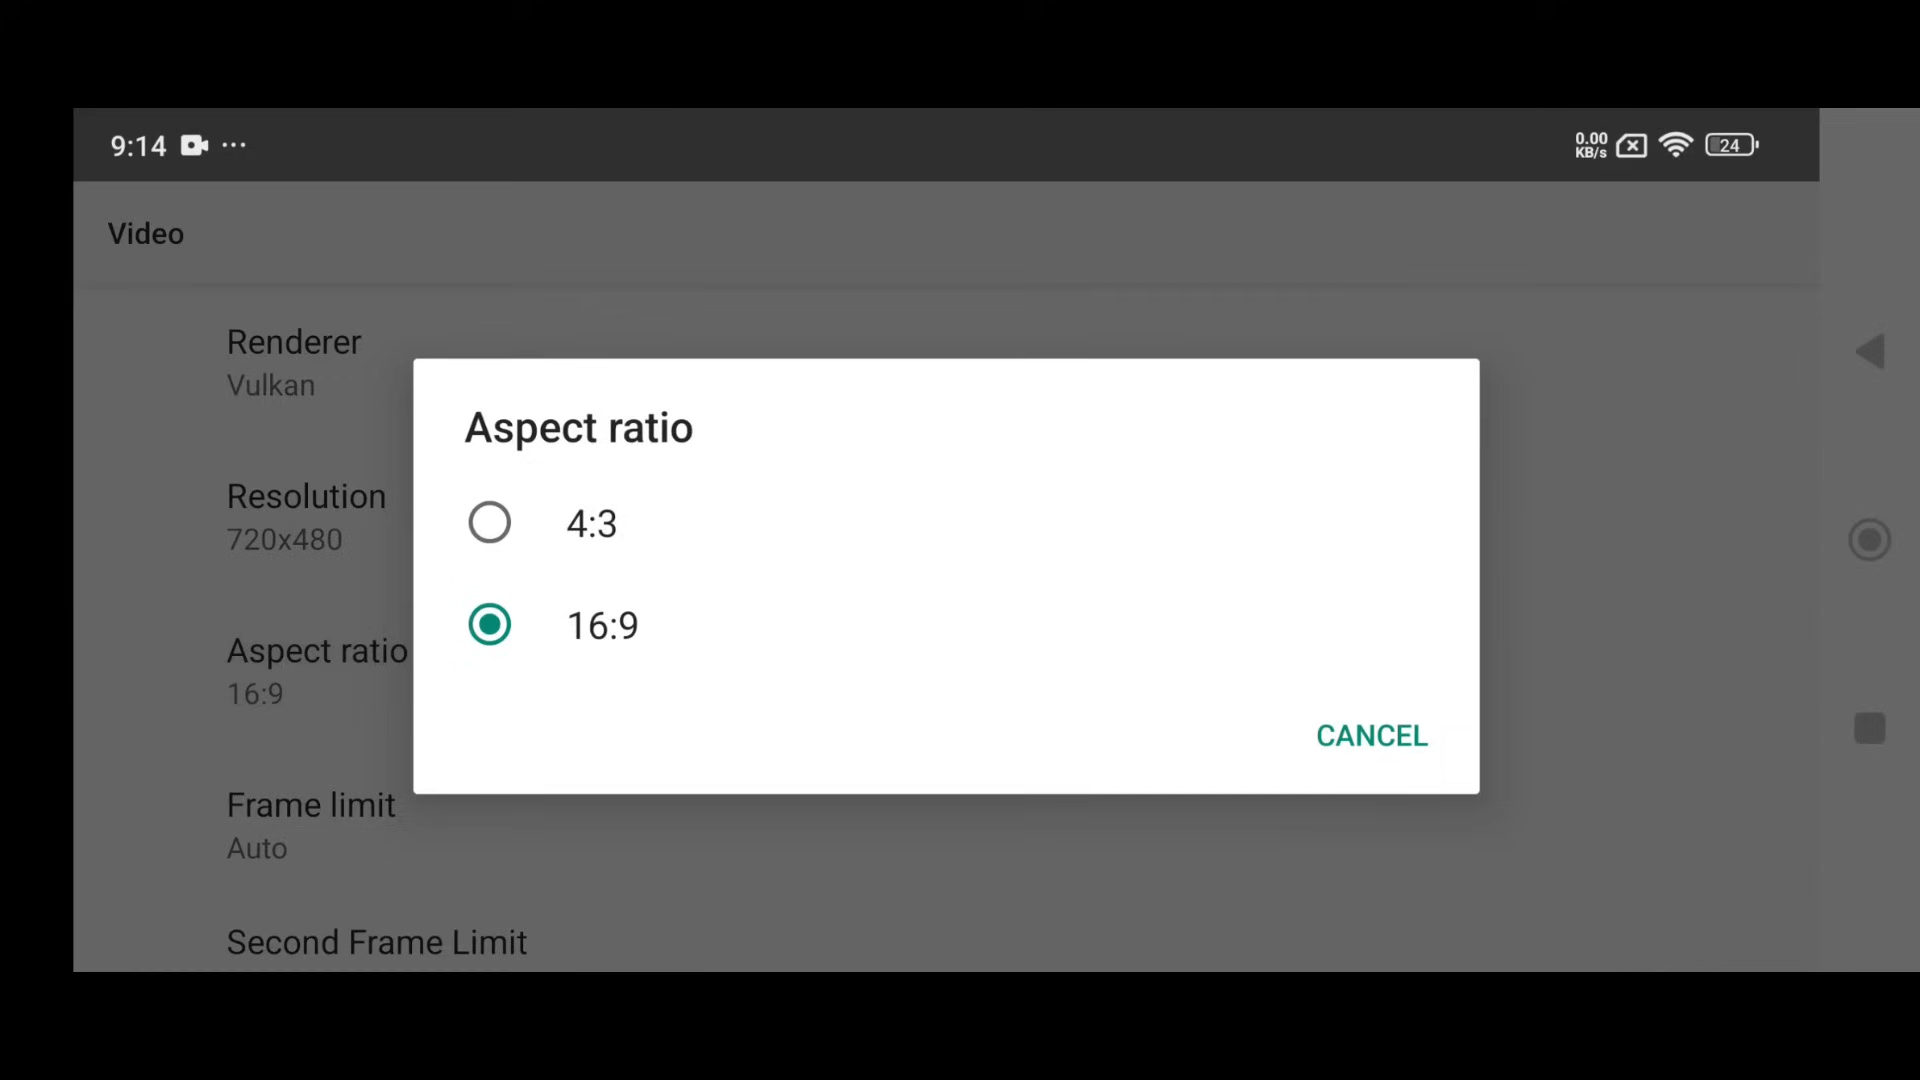 9:14
0.00
KB/s
24
Video
Renderer
Vulkan
Resolution
720x480
Aspect ratio
16:9
Frame limit
Auto
Second Frame Limit
Aspect ratio
4:3
16:9
CANCEL